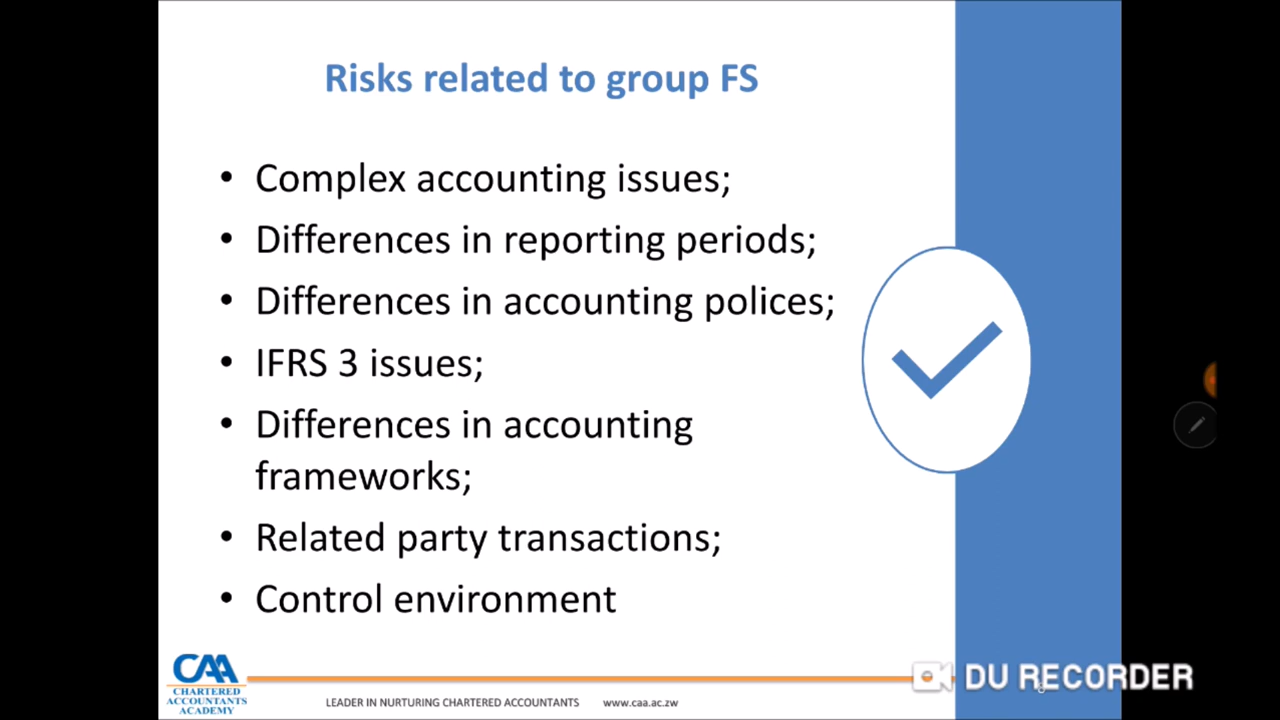 Risks related to group FS
• Complex accounting issues;
• Differences in reporting periods;
• Differences in accounting polices;
• IFRS 3 issues;
• Differences in accounting
frameworks;
• Related party transactions;
• Control environment
CAA
CHARTERED
ACCOUNTANTS
ACADEMY
LEADER IN NURTURING CHARTERED ACCOUNTANTS www.caa.ac.zw
DU RECORDER